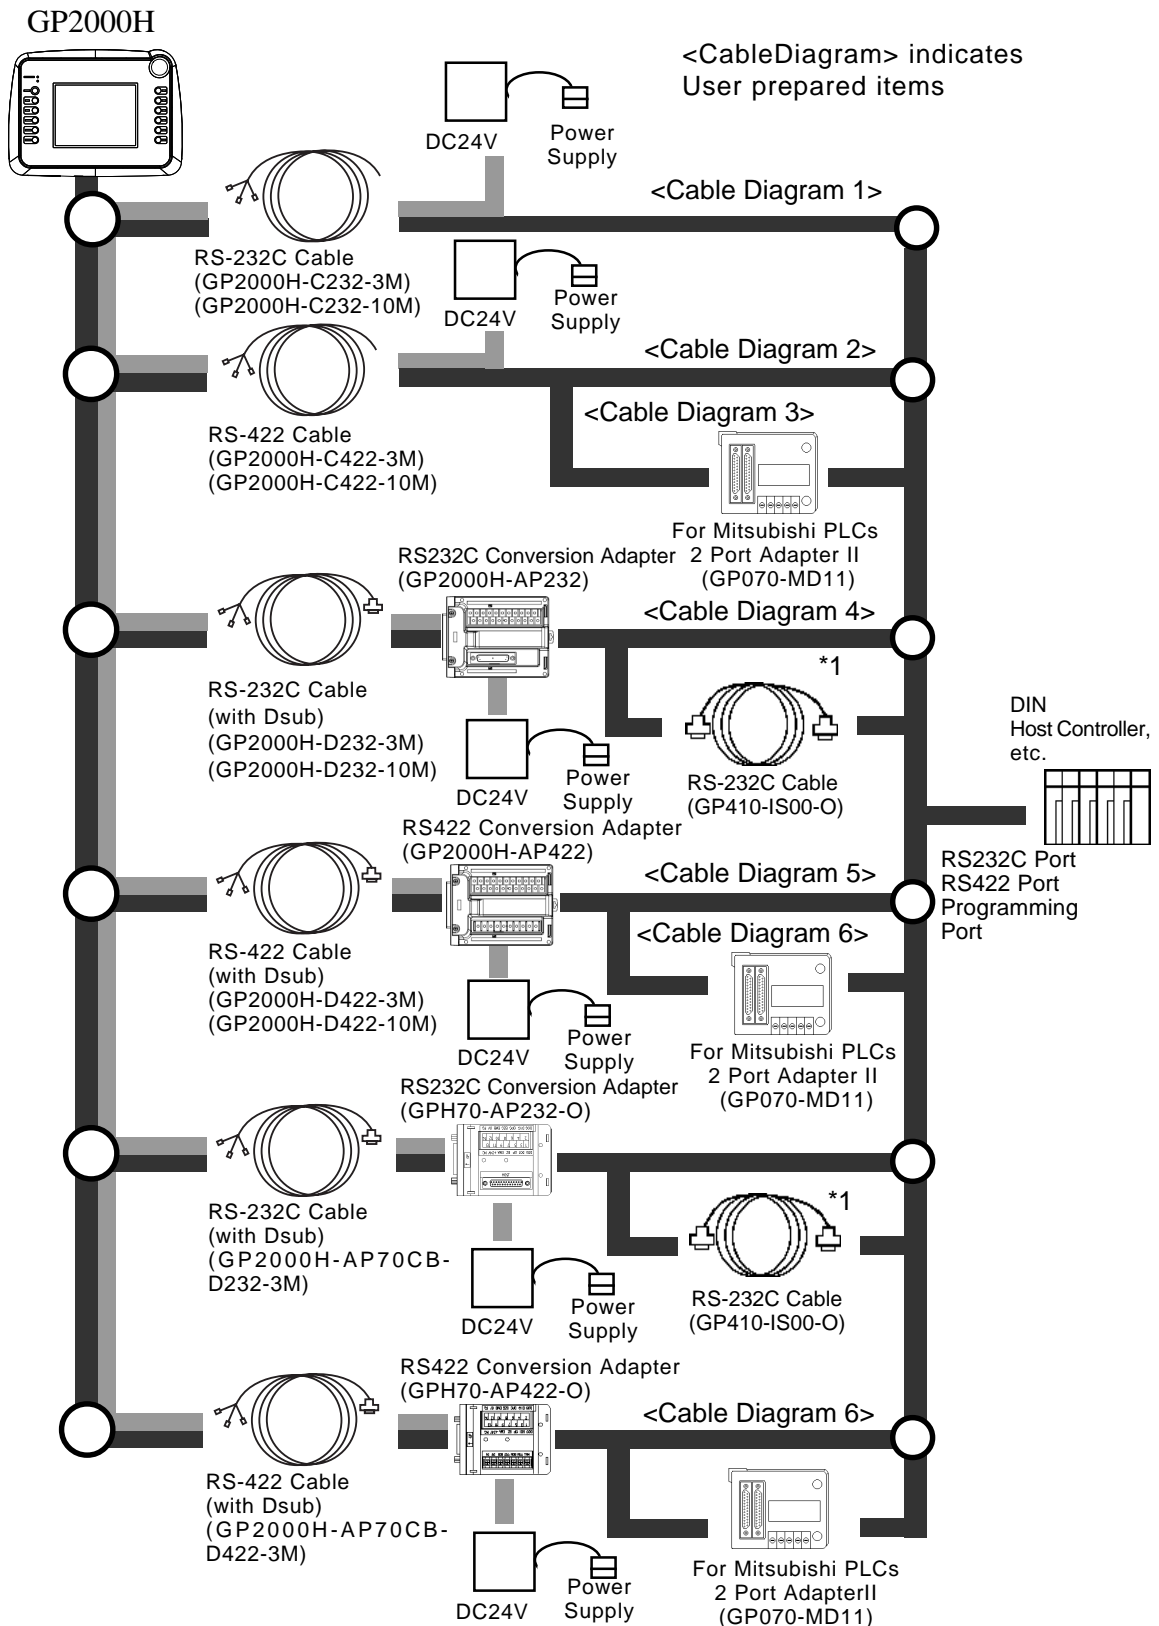 GP2000H
<CableDiagram> indicates
User prepared items
DC24V
Power
Supply
<Cable Diagram 1>
RS-232C Cable
(GP2000H-C232-3M)
(GP2000H-C232-10M)
DC24V
Power
Supply
<Cable Diagram 2>
<Cable Diagram 3>
RS-422 Cable
(GP2000H-C422-3M)
(GP2000H-C422-10M)
For Mitsubishi PLCs
2 Port Adapter II
(GP070-MD11)
RS232C Conversion Adapter
(GP2000H-AP232)
<Cable Diagram 4>
*1
RS-232C Cable
(with Dsub)
(GP2000H-D232-3M)
(GP2000H-D232-10M)
DC24V
Power
Supply
RS-232C Cable
(GP410-IS00-O)
DIN
Host Controller,
etc.
RS232C Port
RS422 Port
Programming
Port
RS422 Conversion Adapter
(GP2000H-AP422)
<Cable Diagram 5>
<Cable Diagram 6>
RS-422 Cable
(with Dsub)
(GP2000H-D422-3M)
(GP2000H-D422-10M)
DC24V
Power
Supply
For Mitsubishi PLCs
2 Port Adapter II
(GP070-MD11)
RS232C Conversion Adapter
(GPH70-AP232-O)
*1
RS-232C Cable
(with Dsub)
(GP2000H-AP70CB-
D232-3M)
DC24V
Power
Supply
RS-232C Cable
(GP410-IS00-O)
RS422 Conversion Adapter
(GPH70-AP422-O)
<Cable Diagram 6>
RS-422 Cable
(with Dsub)
(GP2000H-AP70CB-
D422-3M)
DC24V
Power
Supply
For Mitsubishi PLCs
2 Port AdapterII
(GP070-MD11)